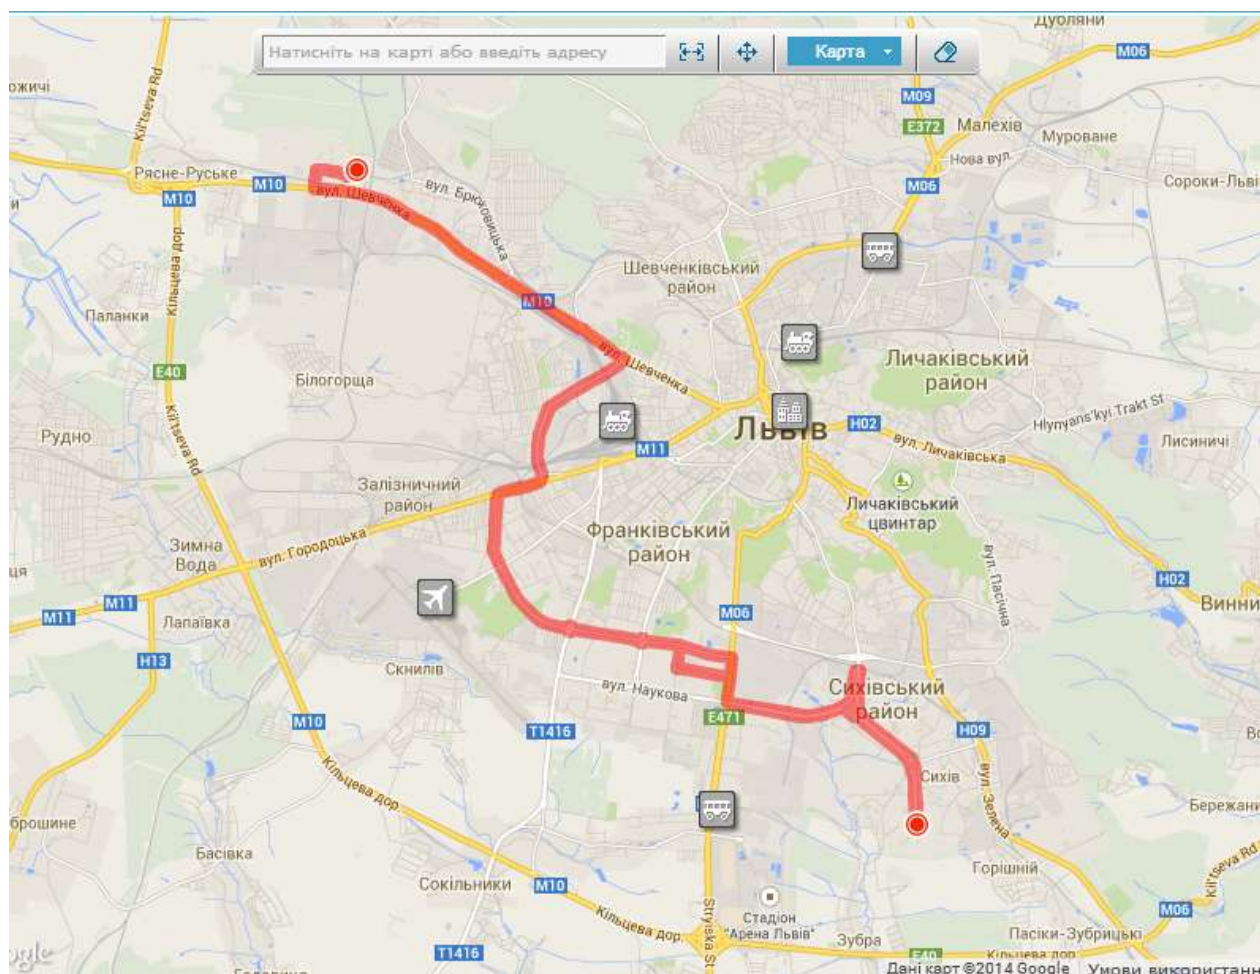 Дубляни
Натисніть на карті або введіть адресу
Карта
M06
ожичі
Kil'tseva Rd
M09
E372
Малехів
Муроване
Нова вул.
Рясне-Руське
M10
M10
вул. Шевченка
вул. Брюховицька
M06
Сороки-Льві
Кільцева дор
Шевченківський
район
M10
Паланки
вул. Шевченка
Личаківський
район
E40
Білогорща
Kil'tseva Rd
Hlynyans'kyi Trakt St
Рудно
Львів
H02
вул. Личаківська
Лисиничі
M11
Залізничний
район
Личаківський
цвинтар
Франківський
район
вул. Городоцька
Зимна
Вода
вул. Пасічна
H02
M11
M11
Лапаївка
M06
Винни
H13
Скнилів
вул. Наукова
Сихівський
район
E471
M10
T1416
H09
Кільцева дор
Сихів
вул. Зелена
Бережани
брошине
Басівка
Горішній
Kil'tseva Rd
Сокільники
M10
Stryiska St
Стадіон
"Арена Львів"
Кільцева дор.
M06
Зубра
Пасіки-Зубрицькі
T1416
E40
Кільцева дор
Дані карт ©2014 Google
Умови використан